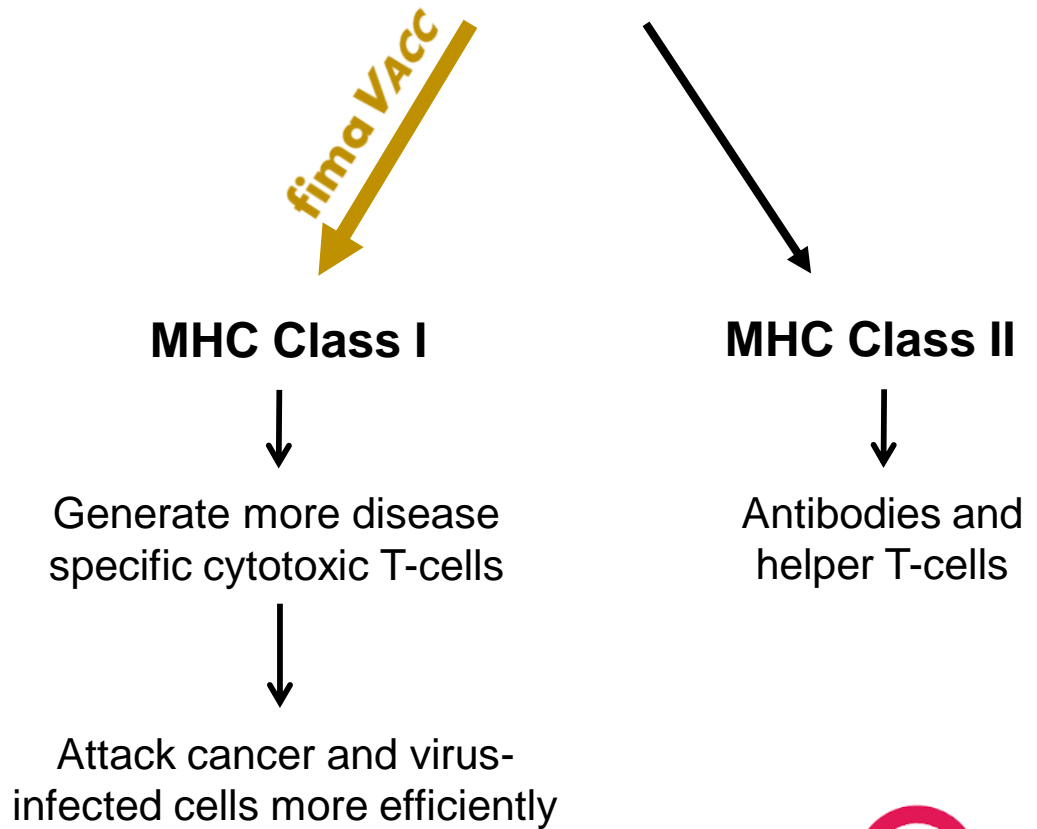 fimaVACC
MHC Class I
MHC Class II
Generate more disease
specific cytotoxic T-cells
Antibodies and
helper T-cells
Attack cancer and virus-
infected cells more efficiently